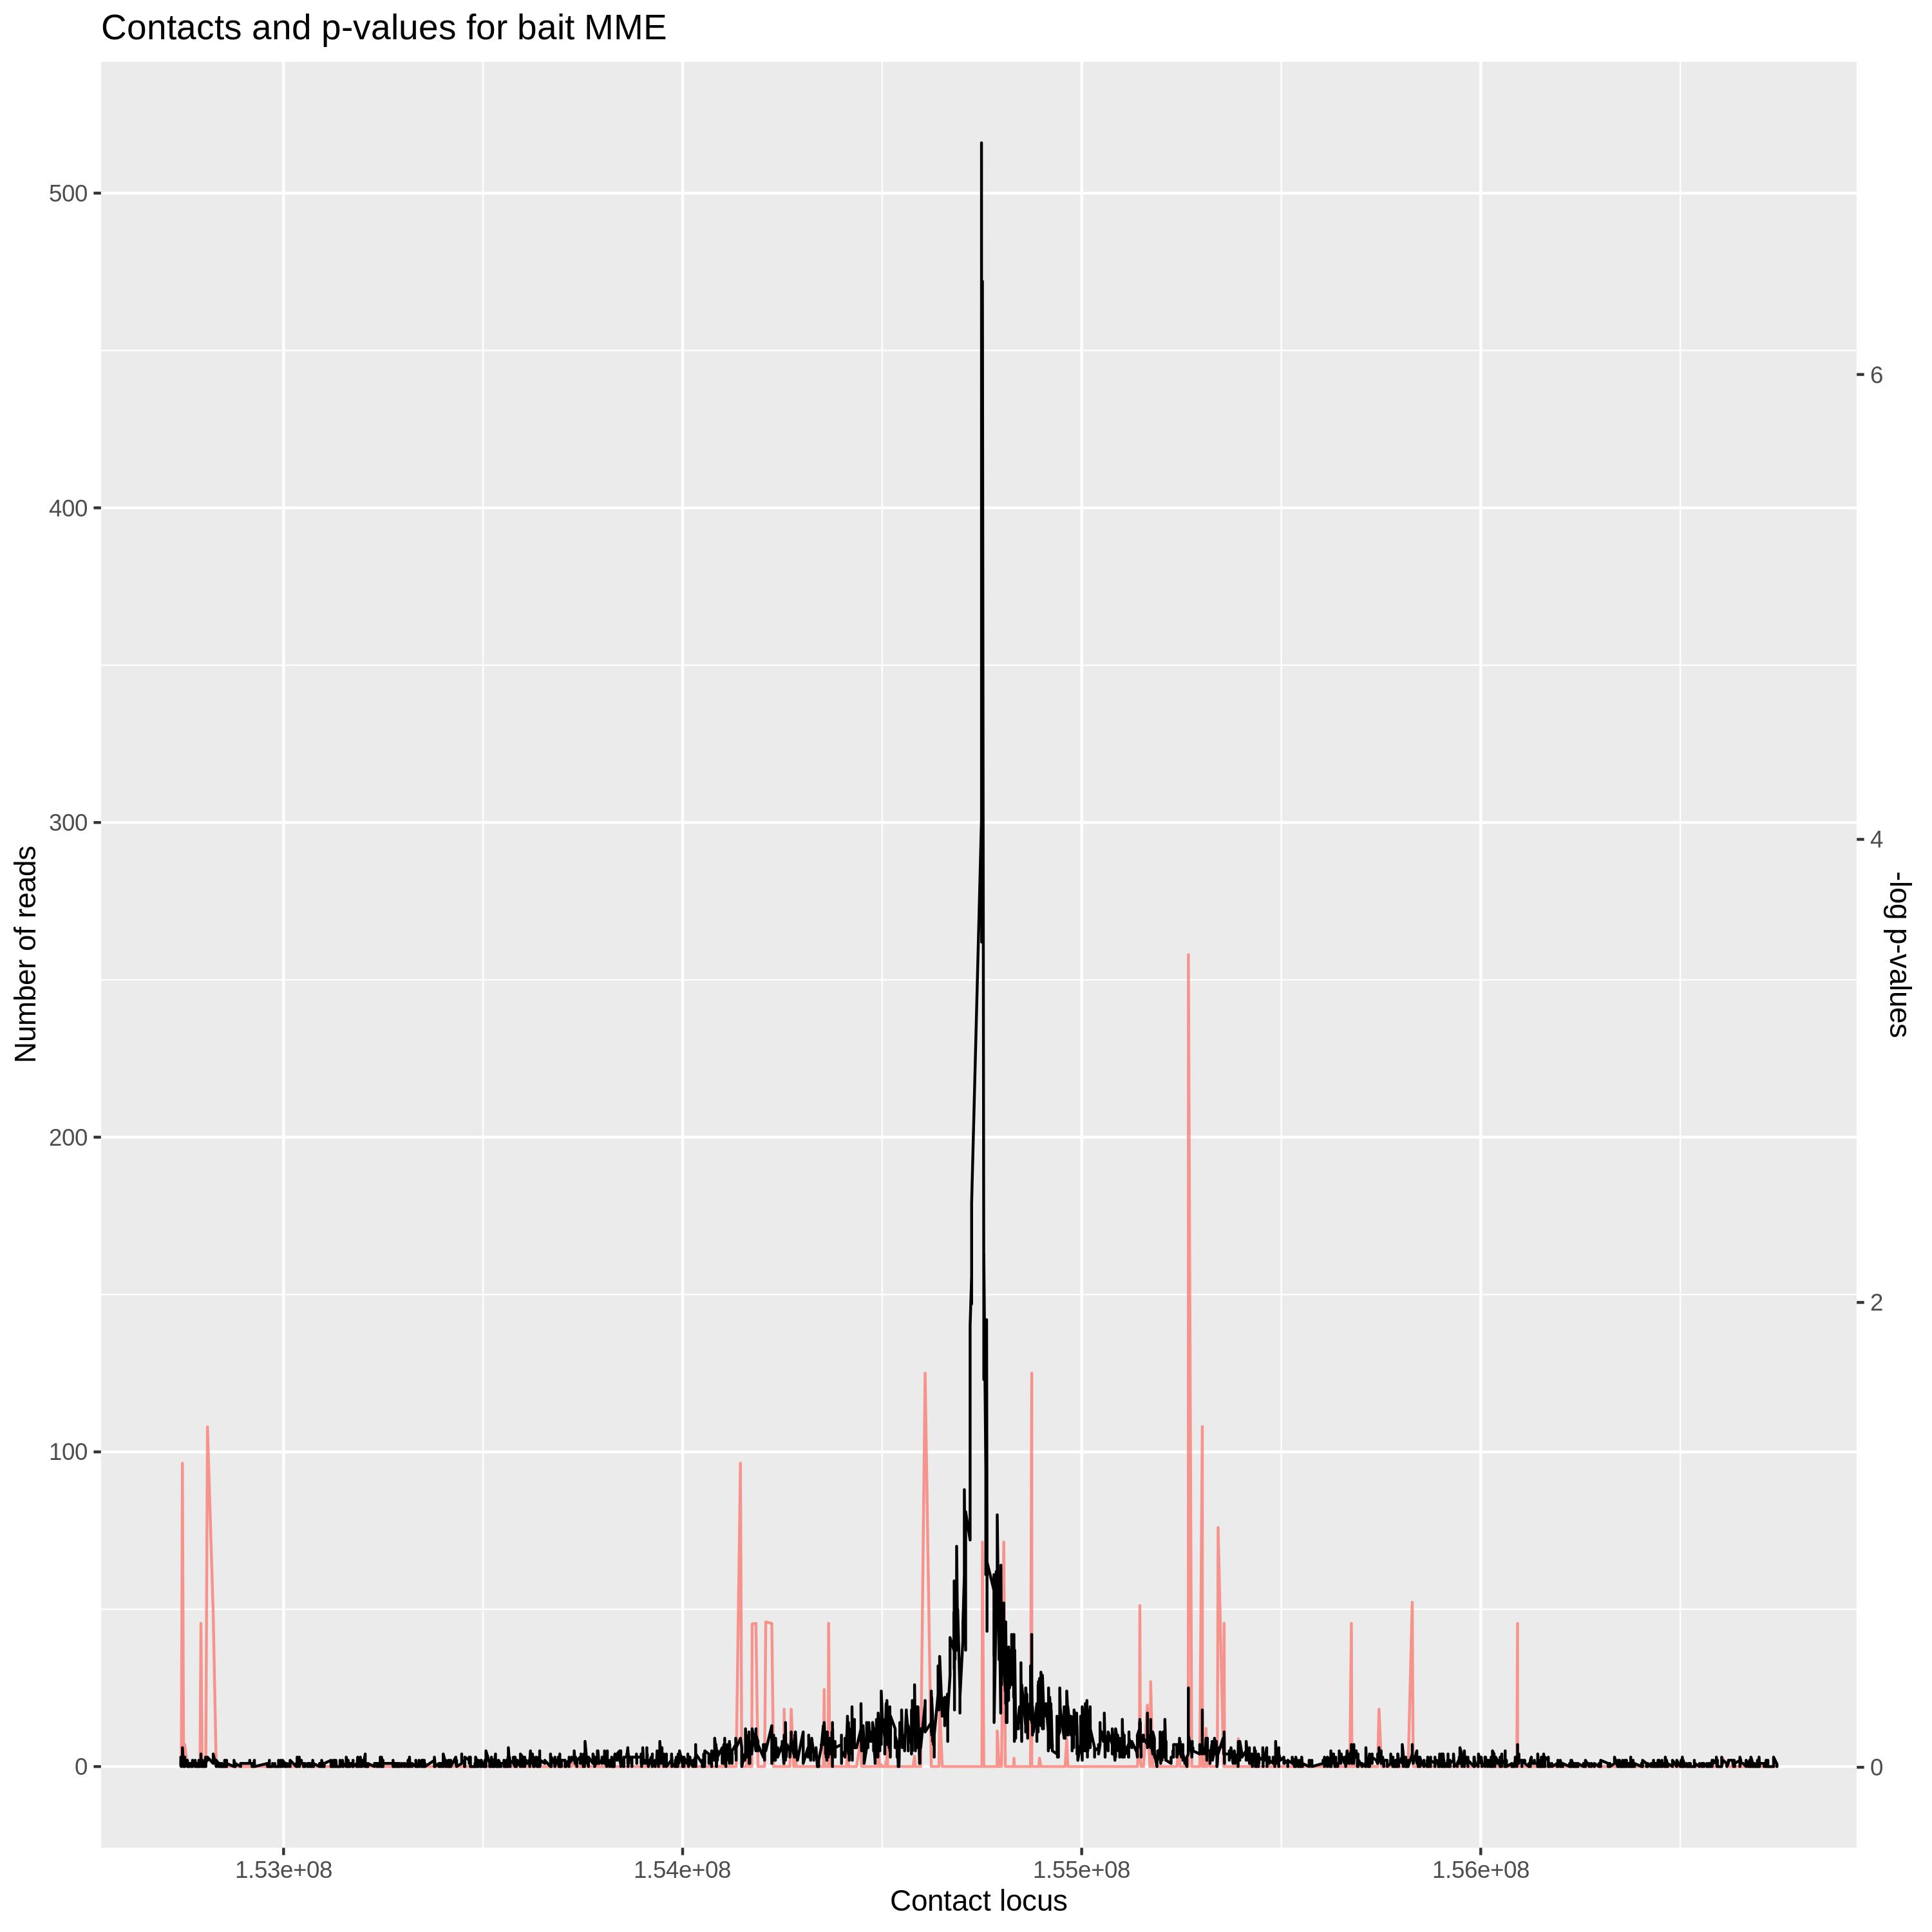 Contacts and p-values for bait MME
500
400
300
200
100
0
Number of reads
6
4
2
0
-log p-values
1.53e+08
1.54e+08
1.55e+08
1.56e+08
Contact locus